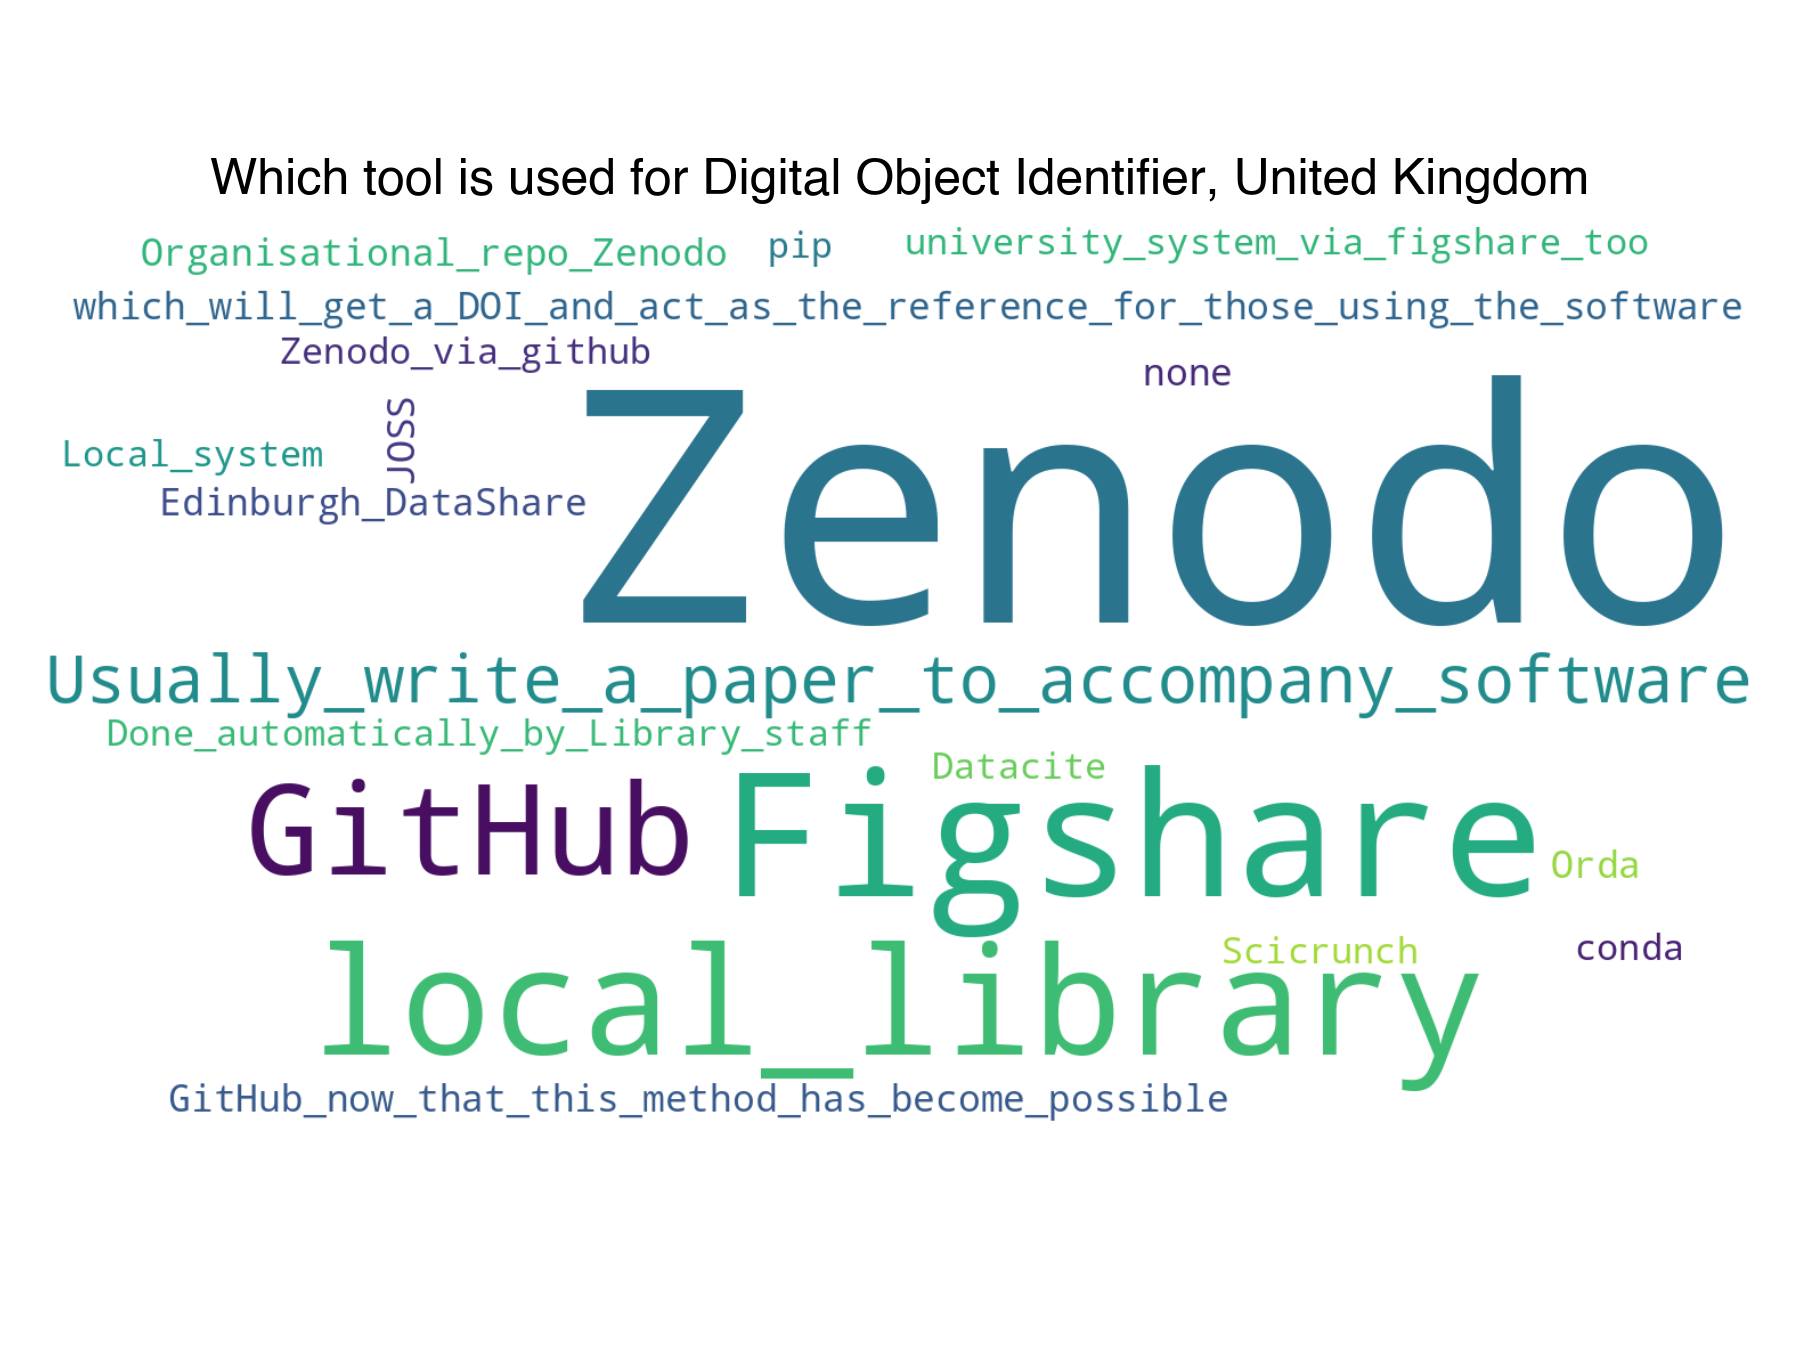 Which tool is used for Digital Object Identifier, United Kingdom
Organisational_repo_Zenodo
pip
university_system_via_figshare_too
which_will_get_a_DOI_and_act_as_the_reference_for_those_using_the_software
Zenodo_via_github
none
Zenodo
JOSS
Local_system
Edinburgh_DataShare
Usually_write_a_paper_to_accompany_software
Done_automatically_by_Library_staff
Datacite
GitHub
Figshare
Orda
local_library
Scicrunch
conda
GitHub_now_that_this_method_has_become_possible